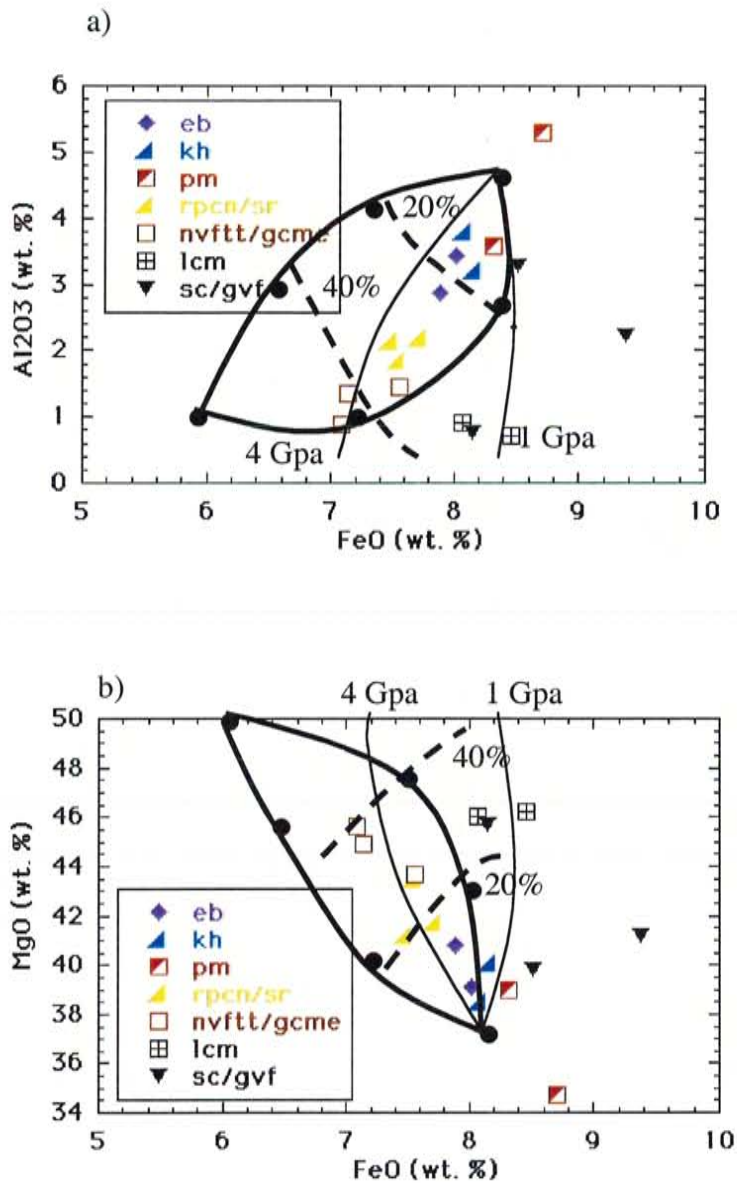 a)
6
5
4
3
2
1
0
Al2O3 (wt. %)
eb
kh
pm
rpcn/sr
nvftt/gcme
lcm
sc/gvf
20%
40%
4 Gpa
1 Gpa
5 6 7 8 9 10
FeO (wt. %)
b)
4 Gpa 1 Gpa
50
48
46
44
42
40
38
36
34
MgO (wt. %)
40%
20%
eb
kh
pm
rpcn/sr
nvftt/gcme
lcm
sc/gvf
5 6 7 8 9 10
FeO (wt. %)